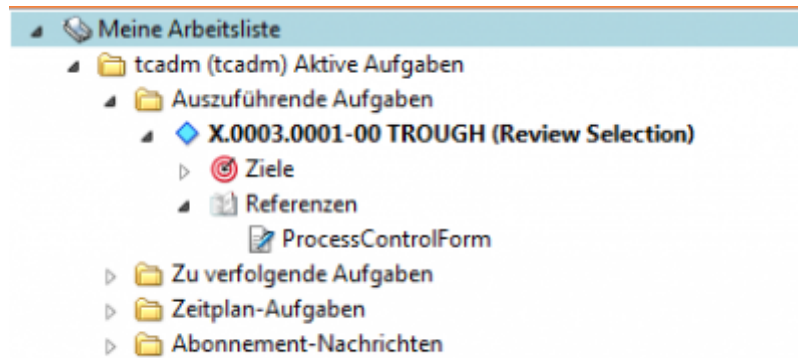 Meine Arbeitsliste
tcadm (tcadm) Aktive Aufgaben
Auszuführende Aufgaben
X.0003.0001-00 TROUGH (Review Selection)
Ziele
Referenzen
ProcessControlForm
Zu verfolgende Aufgaben
Zeitplan-Aufgaben
Abonnement-Nachrichten